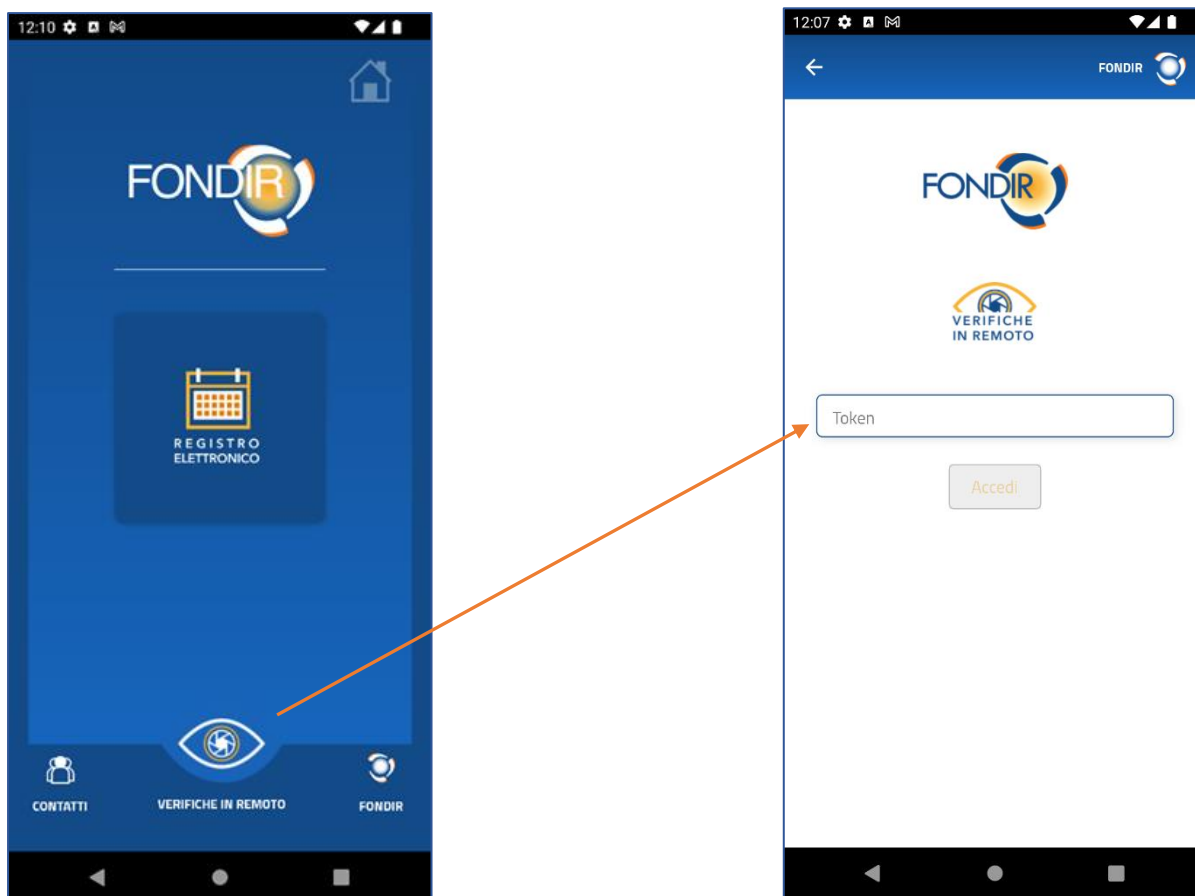 12:10
FONDIR
REGISTRO
ELETTRONICO
CONTATTI
VERIFICHE IN REMOTO
FONDIR
12:07
FONDIR
FONDIR
VERIFICHE
IN REMOTO
Token
Accedi